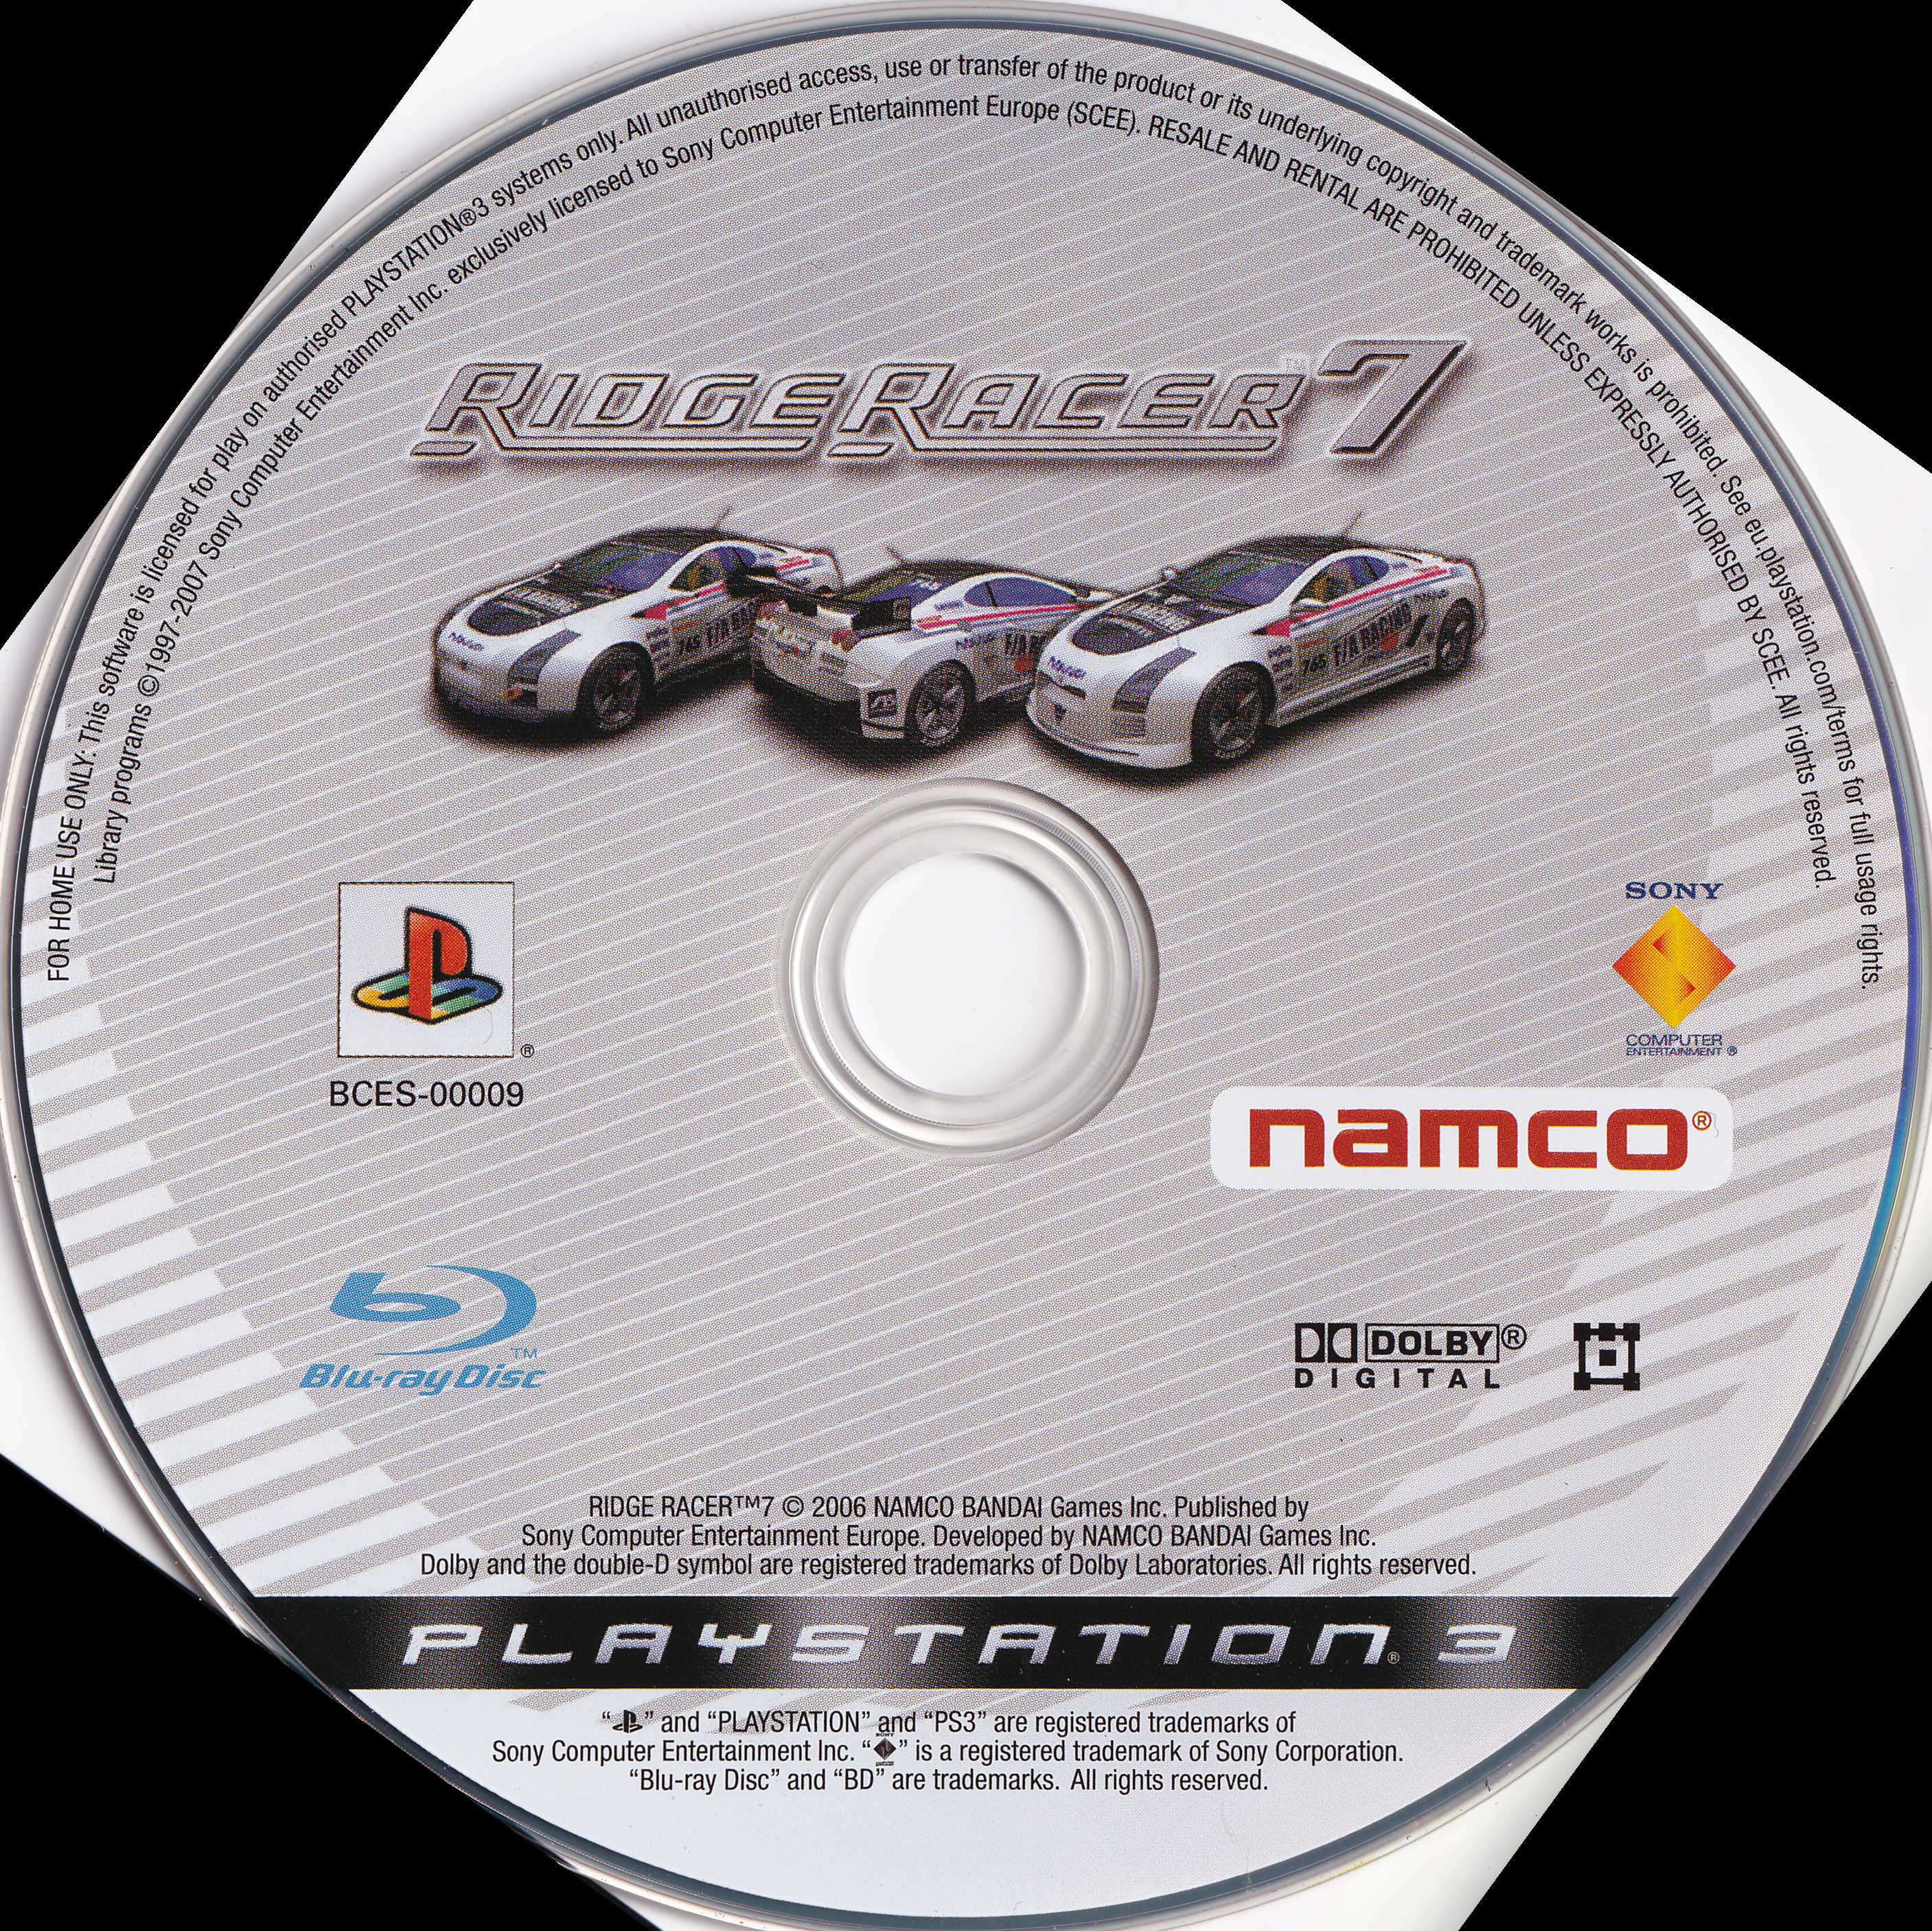 FOR HOME USE ONLY: This software is licensed for play on authorised PLAYSTATION®3 systems only. All unauthorised access, use or transfer of the product or its underlying copyright and trademark works is prohibited. See eu.playstation.com/terms for full usage rights.
Library programs ©1997-2007 Sony Computer Entertainment Inc. exclusively licensed to Sony Computer Entertainment Europe (SCEE). RESALE AND RENTAL ARE PROHIBITED UNLESS EXPRESSLY AUTHORISED BY SCEE. All rights reserved.
RIDGE RACER™ 7
765 F/A RACING
765 F/A RACING
®
BCES-00009
SONY
COMPUTER
ENTERTAINMENT ®
namco®
Blu-ray Disc™
DOLBY®
DIGITAL
RIDGE RACER™7 © 2006 NAMCO BANDAI Games Inc. Published by
Sony Computer Entertainment Europe. Developed by NAMCO BANDAI Games Inc.
Dolby and the double-D symbol are registered trademarks of Dolby Laboratories. All rights reserved.
PLAYSTATION® 3
“ ” and “PLAYSTATION” and “PS3” are registered trademarks of
Sony Computer Entertainment Inc. “ ” is a registered trademark of Sony Corporation.
“Blu-ray Disc” and “BD” are trademarks. All rights reserved.